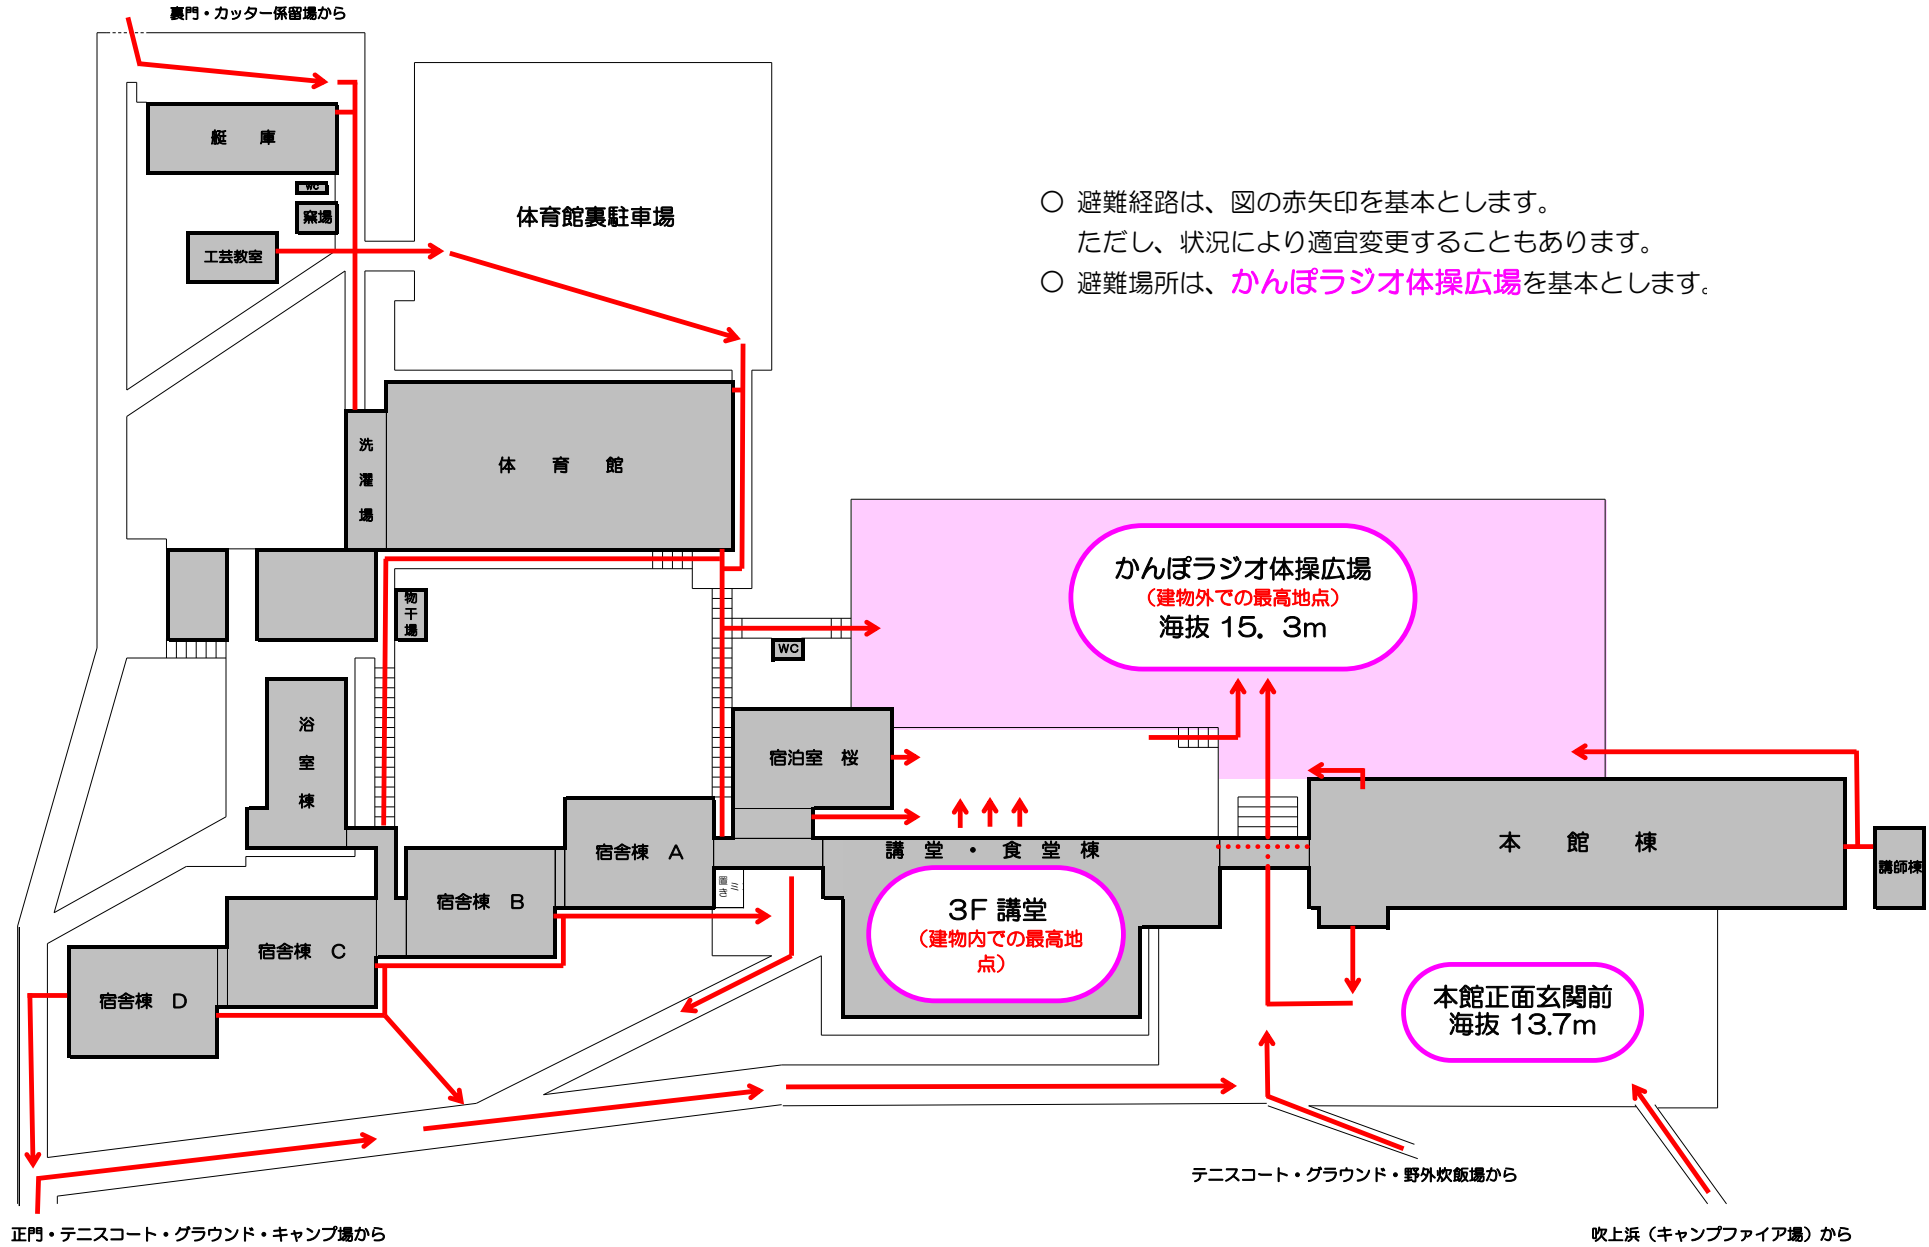 裏門・カッター係留場から
艇　庫
WC
窯場
工芸教室
体育館裏駐車場
○ 避難経路は、図の赤矢印を基本とします。
ただし、状況により適宜変更することもあります。
○ 避難場所は、かんぽラジオ体操広場を基本とします。
洗濯場
体　育　館
物干場
WC
かんぽラジオ体操広場
（建物外での最高地点）
海抜 15．3m
浴室棟
宿泊室　桜
宿舎棟　A
講　堂　・　食　堂　棟
本　館　棟
講師棟
ミ
置き
宿舎棟　B
3F 講堂
（建物内での最高地
点）
宿舎棟　C
宿舎棟　D
本館正面玄関前
海抜 13.7m
テニスコート・グラウンド・野外炊飯場から
正門・テニスコート・グラウンド・キャンプ場から
吹上浜（キャンプファイア場）から